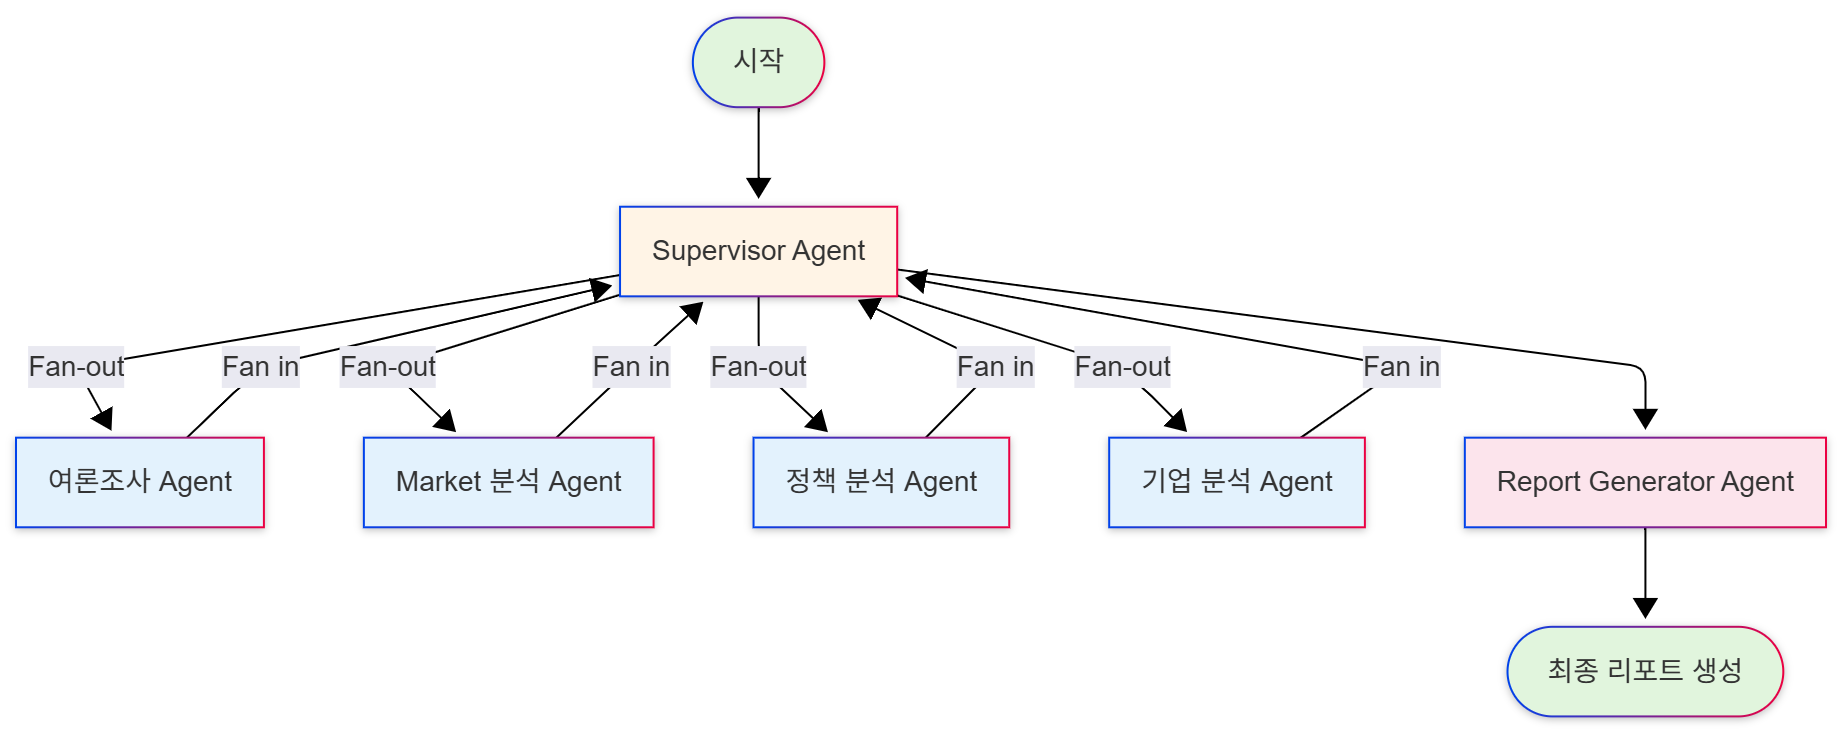 시작
Supervisor Agent
Fan-out
Fan in
Fan-out
Fan in
Fan-out
Fan in
Fan-out
Fan in
여론조사 Agent
Market 분석 Agent
정책 분석 Agent
기업 분석 Agent
Report Generator Agent
최종 리포트 생성